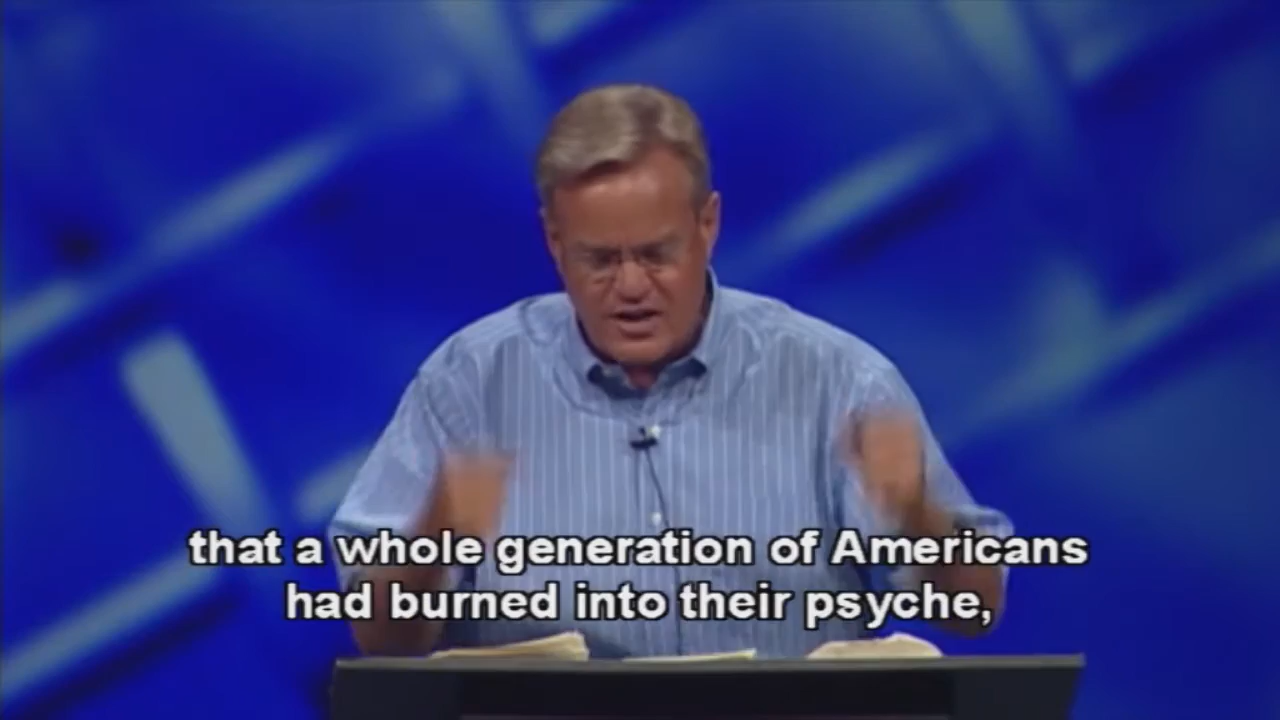 that a whole generation of Americans
had burned into their psyche,